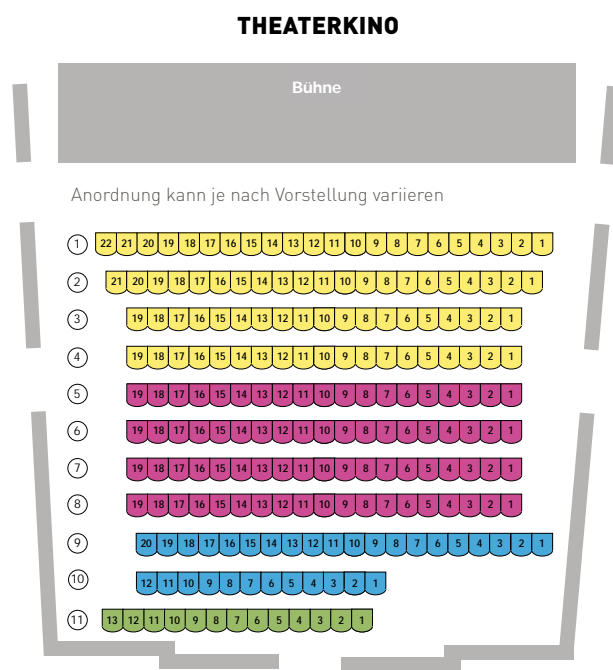 THEATERKINO
Bühne
Anordnung kann je nach Vorstellung variieren
1 22 21 20 19 18 17 16 15 14 13 12 11 10 9 8 7 6 5 4 3 2 1
2 21 20 19 18 17 16 15 14 13 12 11 10 9 8 7 6 5 4 3 2 1
3 19 18 17 16 15 14 13 12 11 10 9 8 7 6 5 4 3 2 1
4 19 18 17 16 15 14 13 12 11 10 9 8 7 6 5 4 3 2 1
5 19 18 17 16 15 14 13 12 11 10 9 8 7 6 5 4 3 2 1
6 19 18 17 16 15 14 13 12 11 10 9 8 7 6 5 4 3 2 1
7 19 18 17 16 15 14 13 12 11 10 9 8 7 6 5 4 3 2 1
8 19 18 17 16 15 14 13 12 11 10 9 8 7 6 5 4 3 2 1
9 20 19 18 17 16 15 14 13 12 11 10 9 8 7 6 5 4 3 2 1
10 12 11 10 9 8 7 6 5 4 3 2 1
11 13 12 11 10 9 8 7 6 5 4 3 2 1